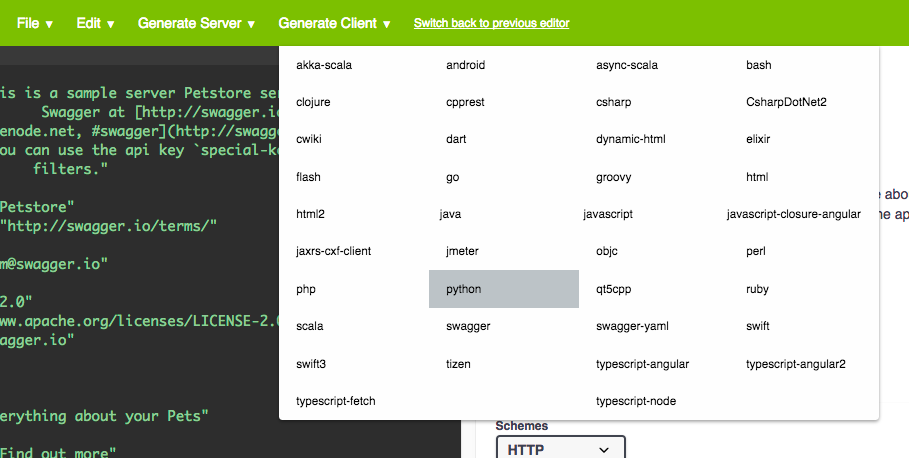 File ▼ Edit ▼ Generate Server ▼ Generate Client ▼ Switch back to previous editor
akka-scala android async-scala bash
is is a sample server Petstore ser
clojure cpprest csharp CsharpDotNet2
Swagger at [http://swagger.io
enode.net, #swagger](http://swagg
cwiki dart dynamic-html elixir
ou can use the api key `special-ke
filters."
flash go groovy html
abo
Petstore"
html2 java javascript javascript-closure-angular
he ap
"http://swagger.io/terms/"
jaxrs-cxf-client jmeter objc perl
m@swagger.io"
php python qt5cpp ruby
2.0"
ww.apache.org/licenses/LICENSE-2.0
scala swagger swagger-yaml swift
agger.io"
swift3 tizen typescript-angular typescript-angular2
typescript-fetch typescript-node
erything about your Pets"
Schemes
HTTP
Find out more"